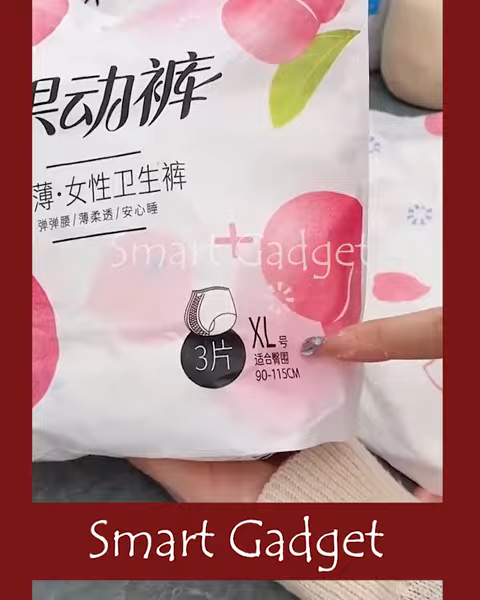 动裤
薄·女性卫生裤
弹弹腰/薄柔透/安心睡
Smart Gadget
3片
XL号
适合臀围
90-115CM
Smart Gadget